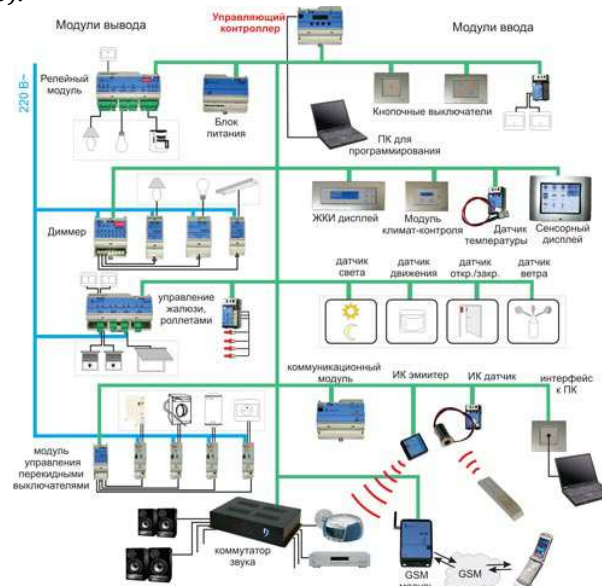 Модули вывода
Управляющий
контроллер
Модули ввода
220 В~
Релейный
модуль
Блок
питания
ПК для
программирования
Кнопочные выключатели
Диммер
ЖКИ дисплей
Модуль
климат-контроля
Датчик
температуры
Сенсорный
дисплей
управление
жалюзи,
роллетами
датчик
света
датчик
движения
датчик
откр./закр.
датчик
ветра
модуль
управления
перекидными
выключателями
коммуникационный
модуль
ИК эмиитер
ИК датчик
интерфейс
к ПК
коммутатор
звука
GSM
GSM